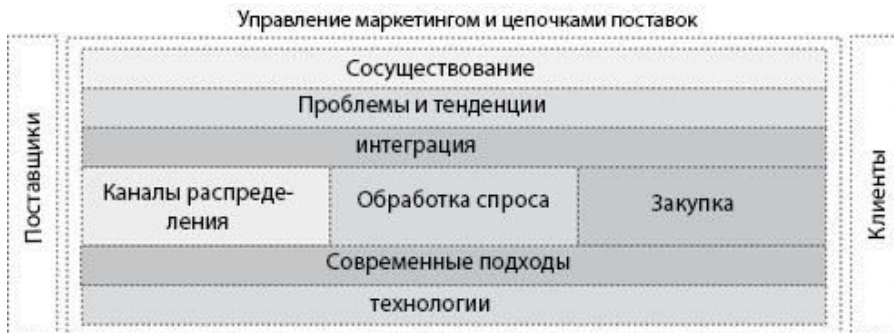 Управление маркетингом и цепочками поставок
Поставщики
Сосуществование
Проблемы и тенденции
интеграция
Каналы распреде-
ления
Обработка спроса
Закупка
Современные подходы
технологии
Клиенты